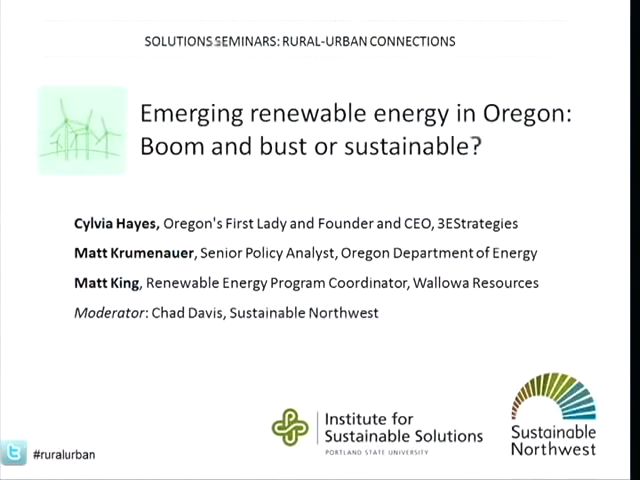 SOLUTIONS SEMINARS: RURAL-URBAN CONNECTIONS
Emerging renewable energy in Oregon:
Boom and bust or sustainable?
Cylvia Hayes, Oregon's First Lady and Founder and CEO, 3EStrategies
Matt Krumenauer, Senior Policy Analyst, Oregon Department of Energy
Matt King, Renewable Energy Program Coordinator, Wallowa Resources
Moderator: Chad Davis, Sustainable Northwest
Institute for
Sustainable Solutions
PORTLAND STATE UNIVERSITY
Sustainable
Northwest
#ruralurban